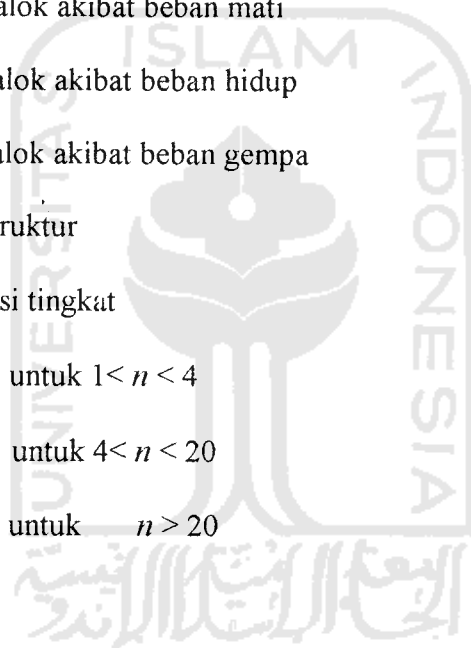 alok akibat beban mati
alok akibat beban hidup
alok akibat beban gempa
ruktur
si tingkat
untuk 1< n < 4
untuk 4< n < 20
untuk n > 20
UNIVERSITAS
ISLAM
INDONESIA